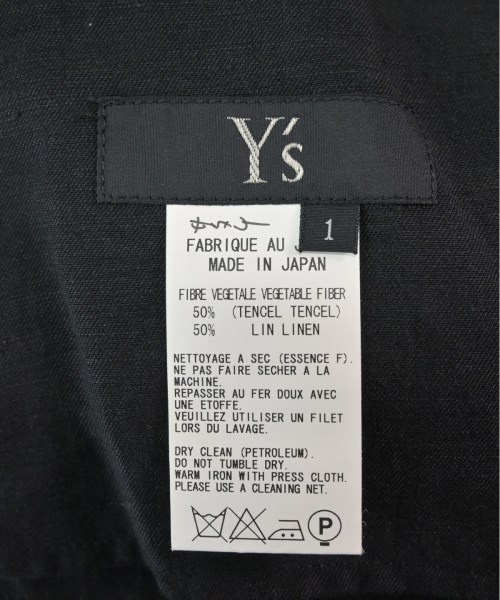 Y's
1
FABRIQUE AU J
MADE IN JAPAN
FIBRE VEGETALE VEGETABLE FIBER
50% (TENCEL TENCEL)
50% LIN LINEN
NETTOYAGE A SEC (ESSENCE F).
NE PAS FAIRE SECHER A LA
MACHINE.
REPASSER AU FER DOUX AVEC
UNE ETOFFE.
VEUILLEZ UTILISER UN FILET
LORS DU LAVAGE.
DRY CLEAN (PETROLEUM).
DO NOT TUMBLE DRY.
WARM IRON WITH PRESS CLOTH.
PLEASE USE A CLEANING NET.
P